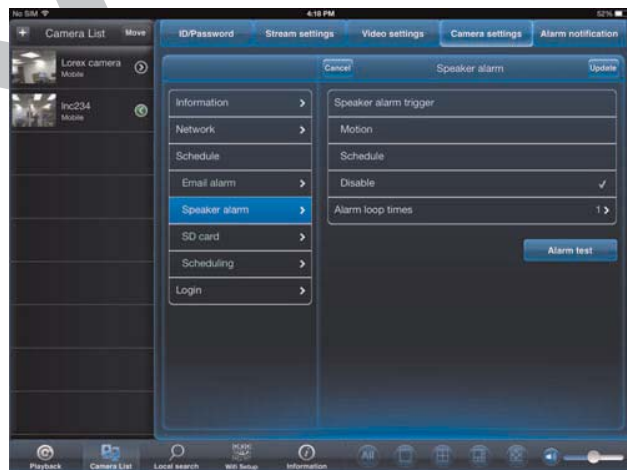 No SIM 4:18 PM 52%
+ Camera List Move
ID/Password Stream settings Video settings Camera settings Alarm notification
Lorex camera
Mobile
lnc234
Mobile
Cancel Speaker alarm Update
Information
Network
Schedule
Email alarm
Speaker alarm
SD card
Scheduling
Login
Speaker alarm trigger
Motion
Schedule
Disable
Alarm loop times 1
Alarm test
All
Playback Camera List Local search Wifi Setup Information